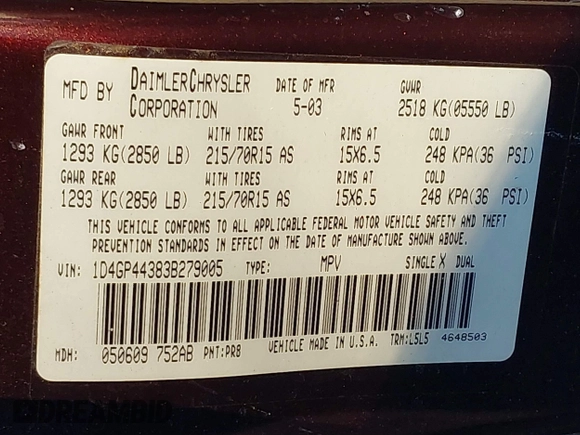 MFD BY DAIMLERCHRYSLER CORPORATION DATE OF MFR 5-03 GVWR 2518 KG(05550 LB)
GAWR FRONT WITH TIRES RIMS AT COLD
1293 KG(2850 LB) 215/70R15 AS 15X6.5 248 KPA(36 PSI)
GAWR REAR WITH TIRES RIMS AT COLD
1293 KG(2850 LB) 215/70R15 AS 15X6.5 248 KPA(36 PSI)
THIS VEHICLE CONFORMS TO ALL APPLICABLE FEDERAL MOTOR VEHICLE SAFETY AND THEFT
PREVENTION STANDARDS IN EFFECT ON THE DATE OF MANUFACTURE SHOWN ABOVE.
VIN: 1D4GP44383B279005 TYPE: MPV SINGLE X DUAL
MDH: 050609 752AB PNT:PR8 VEHICLE MADE IN U.S.A. TRM:L5L5 4648503
DREAMBID